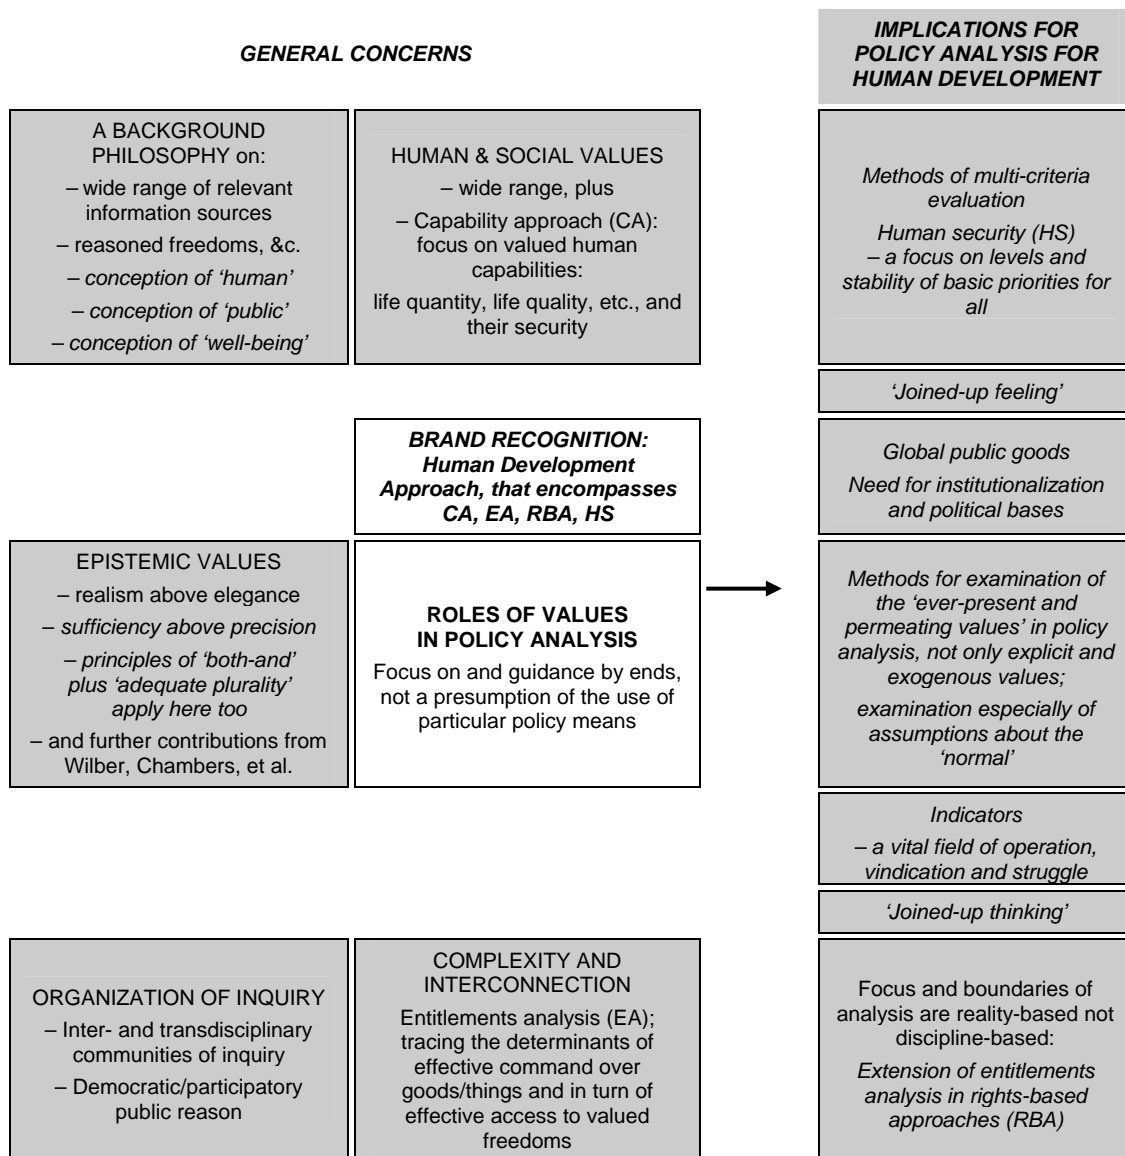 GENERAL CONCERNS
IMPLICATIONS FOR
POLICY ANALYSIS FOR
HUMAN DEVELOPMENT
A BACKGROUND
PHILOSOPHY on:
– wide range of relevant
information sources
– reasoned freedoms, &c.
– conception of ‘human’
– conception of ‘public’
– conception of ‘well-being’
HUMAN & SOCIAL VALUES
– wide range, plus
– Capability approach (CA):
focus on valued human
capabilities:
life quantity, life quality, etc., and
their security
Methods of multi-criteria
evaluation
Human security (HS)
– a focus on levels and
stability of basic priorities for
all
‘Joined-up feeling’
BRAND RECOGNITION:
Human Development
Approach, that encompasses
CA, EA, RBA, HS
Global public goods
Need for institutionalization
and political bases
EPISTEMIC VALUES
– realism above elegance
– sufficiency above precision
– principles of ‘both-and’
plus ‘adequate plurality’
apply here too
– and further contributions from
Wilber, Chambers, et al.
ROLES OF VALUES
IN POLICY ANALYSIS
Focus on and guidance by ends,
not a presumption of the use of
particular policy means
Methods for examination of
the ‘ever-present and
permeating values’ in policy
analysis, not only explicit and
exogenous values;
examination especially of
assumptions about the
‘normal’
Indicators
– a vital field of operation,
vindication and struggle
‘Joined-up thinking’
ORGANIZATION OF INQUIRY
– Inter- and transdisciplinary
communities of inquiry
– Democratic/participatory
public reason
COMPLEXITY AND
INTERCONNECTION
Entitlements analysis (EA);
tracing the determinants of
effective command over
goods/things and in turn of
effective access to valued
freedoms
Focus and boundaries of
analysis are reality-based not
discipline-based:
Extension of entitlements
analysis in rights-based
approaches (RBA)